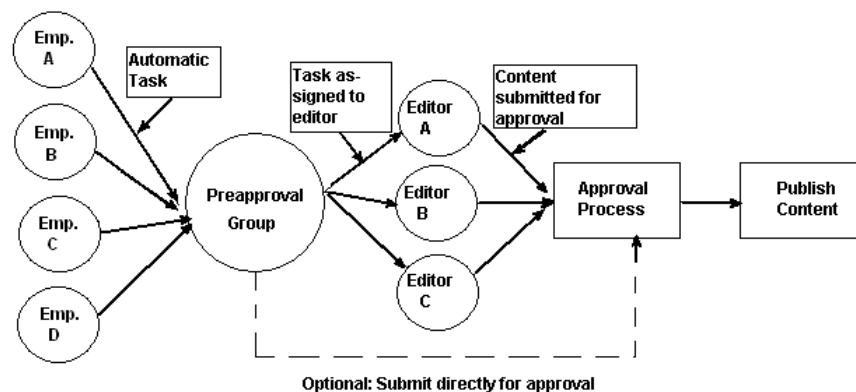 Emp.
A
Automatic
Task
Emp.
B
Emp.
C
Emp.
D
Preapproval
Group
Task as-
signed to
editor
Editor
A
Editor
B
Editor
C
Content
submitted for
approval
Approval
Process
Publish
Content
Optional: Submit directly for approval